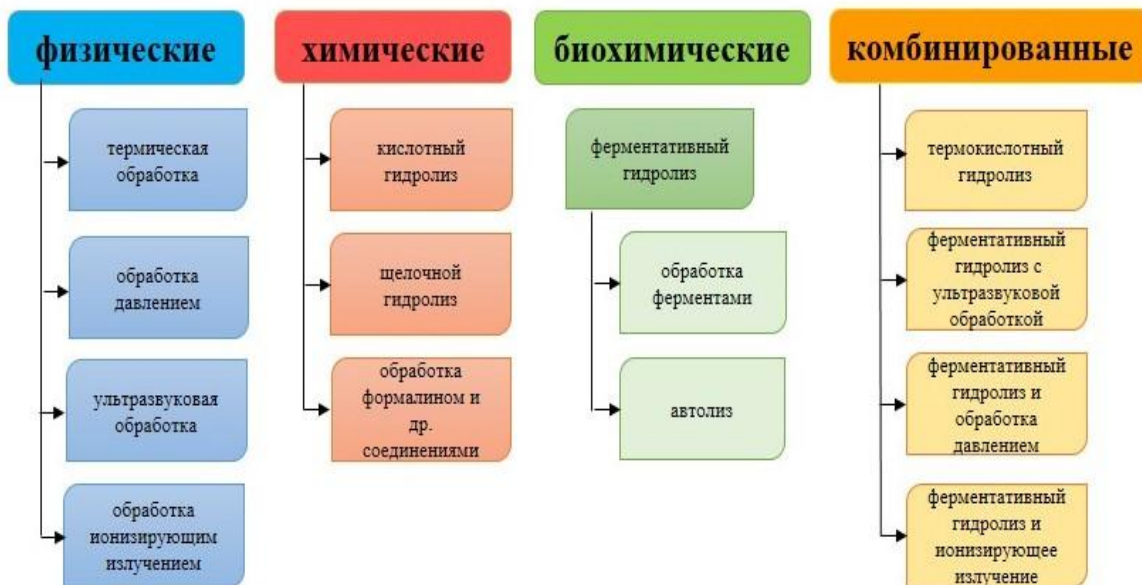 физические
термическая
обработка
обработка
давлением
ультразвуковая
обработка
обработка
ионизирующим
излучением
химические
кислотный
гидролиз
щелочной
гидролиз
обработка
формалином и
др.
соединениями
биохимические
ферментативный
гидролиз
обработка
ферментами
автолиз
комбинированные
термокислотный
гидролиз
ферментативный
гидролиз с
ультразвуковой
обработкой
ферментативный
гидролиз и
обработка
давлением
ферментативный
гидролиз и
ионизирующее
излучение